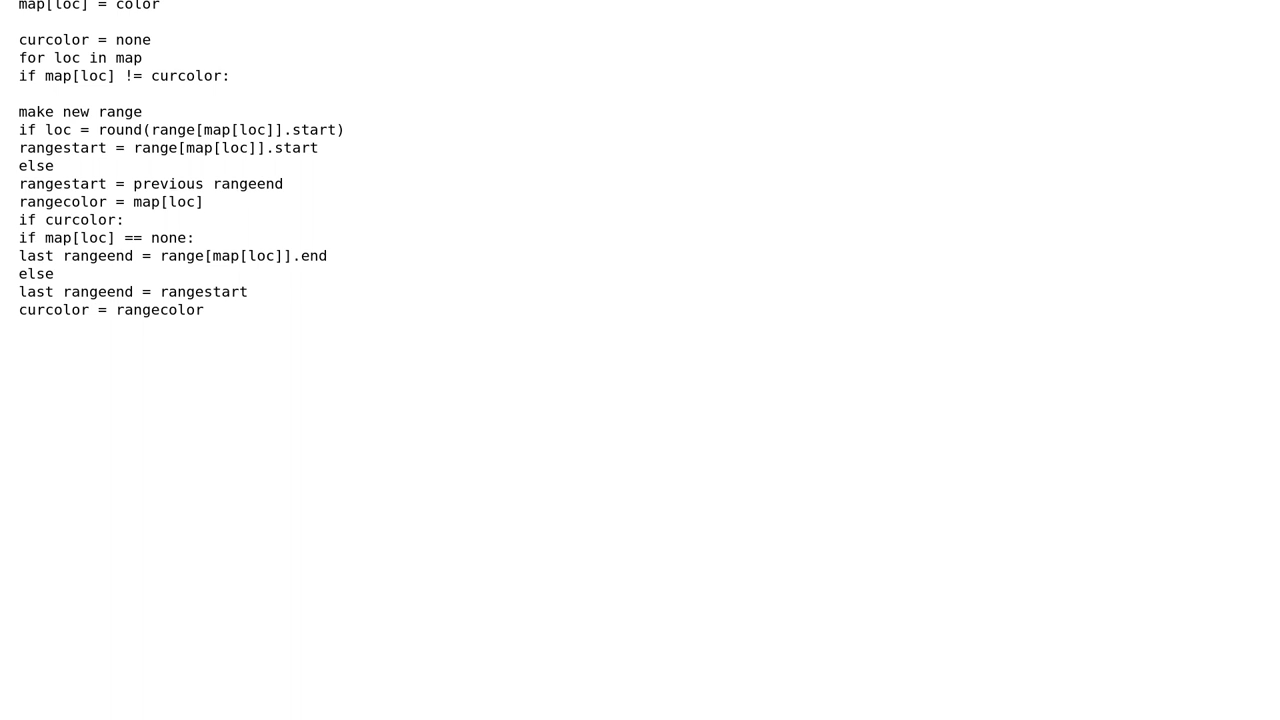 map[loc] = color
curcolor = none
for loc in map
if map[loc] != curcolor:
make new range
if loc = round(range[map[loc]].start)
rangestart = range[map[loc]].start
else
rangestart = previous rangeend
rangecolor = map[loc]
if curcolor:
if map[loc] == none:
last rangeend = range[map[loc]].end
else
last rangeend = rangestart
curcolor = rangecolor